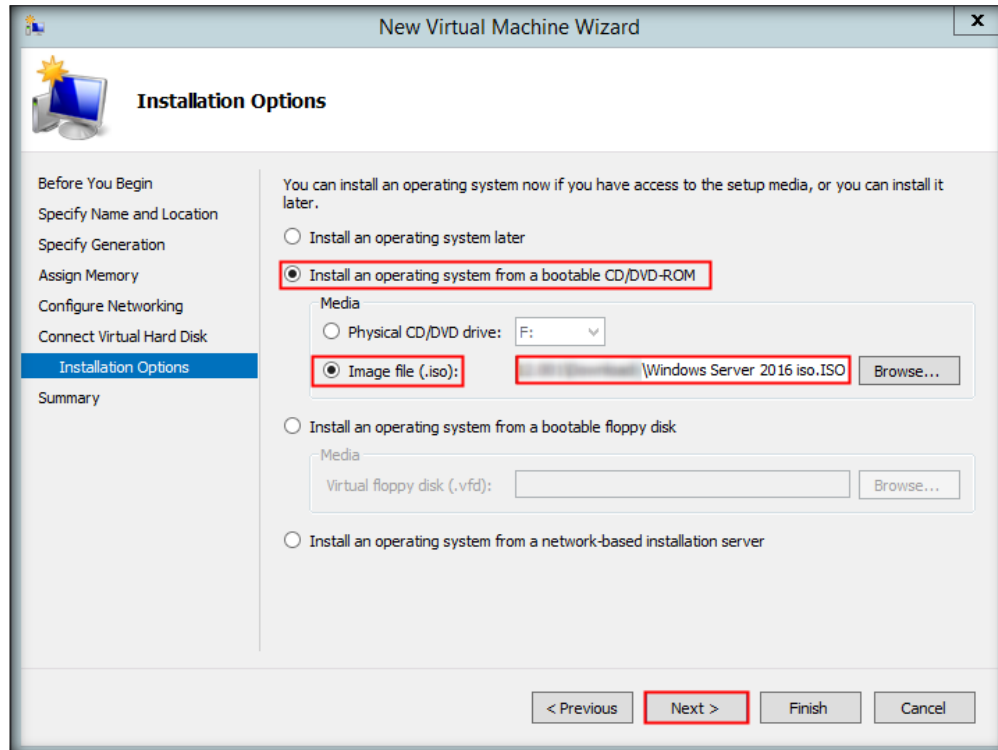 New Virtual Machine Wizard
x
Installation Options
Before You Begin
Specify Name and Location
Specify Generation
Assign Memory
Configure Networking
Connect Virtual Hard Disk
Installation Options
Summary
You can install an operating system now if you have access to the setup media, or you can install it
later.
Install an operating system later
Install an operating system from a bootable CD/DVD-ROM
Media
Physical CD/DVD drive: F:
Image file (.iso): \Windows Server 2016 iso.ISO Browse...
Install an operating system from a bootable floppy disk
Media
Virtual floppy disk (.vfd): Browse...
Install an operating system from a network-based installation server
< Previous Next > Finish Cancel